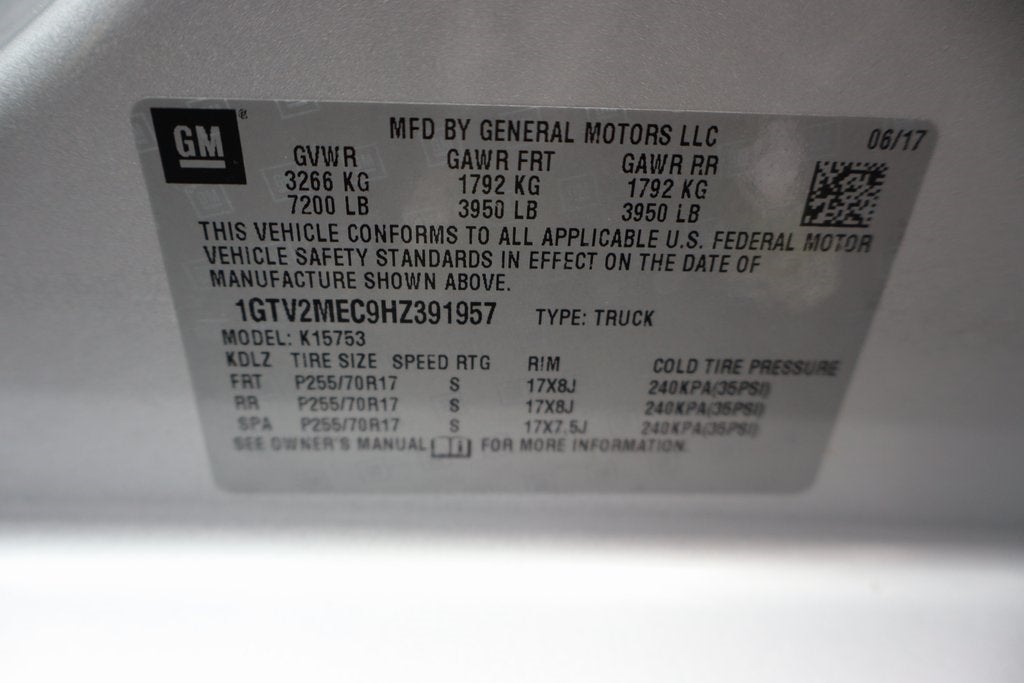 GM ®
MFD BY GENERAL MOTORS LLC 06/17
GVWR GAWR FRT GAWR RR
3266 KG 1792 KG 1792 KG
7200 LB 3950 LB 3950 LB
THIS VEHICLE CONFORMS TO ALL APPLICABLE U.S. FEDERAL MOTOR
VEHICLE SAFETY STANDARDS IN EFFECT ON THE DATE OF
MANUFACTURE SHOWN ABOVE.
1GTV2MEC9HZ391957 TYPE: TRUCK
MODEL: K15753
KDLZ TIRE SIZE SPEED RTG RIM COLD TIRE PRESSURE
FRT P255/70R17 S 17X8J 240KPA(35PSI)
RR P255/70R17 S 17X8J 240KPA(35PSI)
SPA P255/70R17 S 17X7.5J 240KPA(35PSI)
SEE OWNER'S MANUAL FOR MORE INFORMATION.